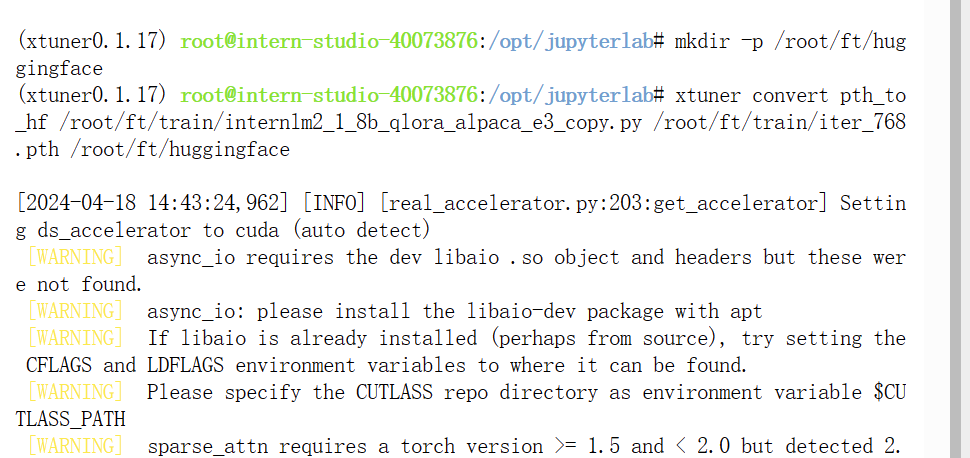 (xtuner0.1.17) root@intern-studio-40073876:/opt/jupyterlab# mkdir -p /root/ft/hug
gingface
(xtuner0.1.17) root@intern-studio-40073876:/opt/jupyterlab# xtuner convert pth_to
_hf /root/ft/train/internlm2_1_8b_qlora_alpaca_e3_copy.py /root/ft/train/iter_768
.pth /root/ft/huggingface
[2024-04-18 14:43:24,962] [INFO] [real_accelerator.py:203:get_accelerator] Settin
g ds_accelerator to cuda (auto detect)
[WARNING]  async_io requires the dev libaio .so object and headers but these wer
e not found.
[WARNING]  async_io: please install the libaio-dev package with apt
[WARNING]  If libaio is already installed (perhaps from source), try setting the
CFLAGS and LDFLAGS environment variables to where it can be found.
[WARNING]  Please specify the CUTLASS repo directory as environment variable $CU
TLASS_PATH
[WARNING]  sparse_attn requires a torch version >= 1.5 and < 2.0 but detected 2.